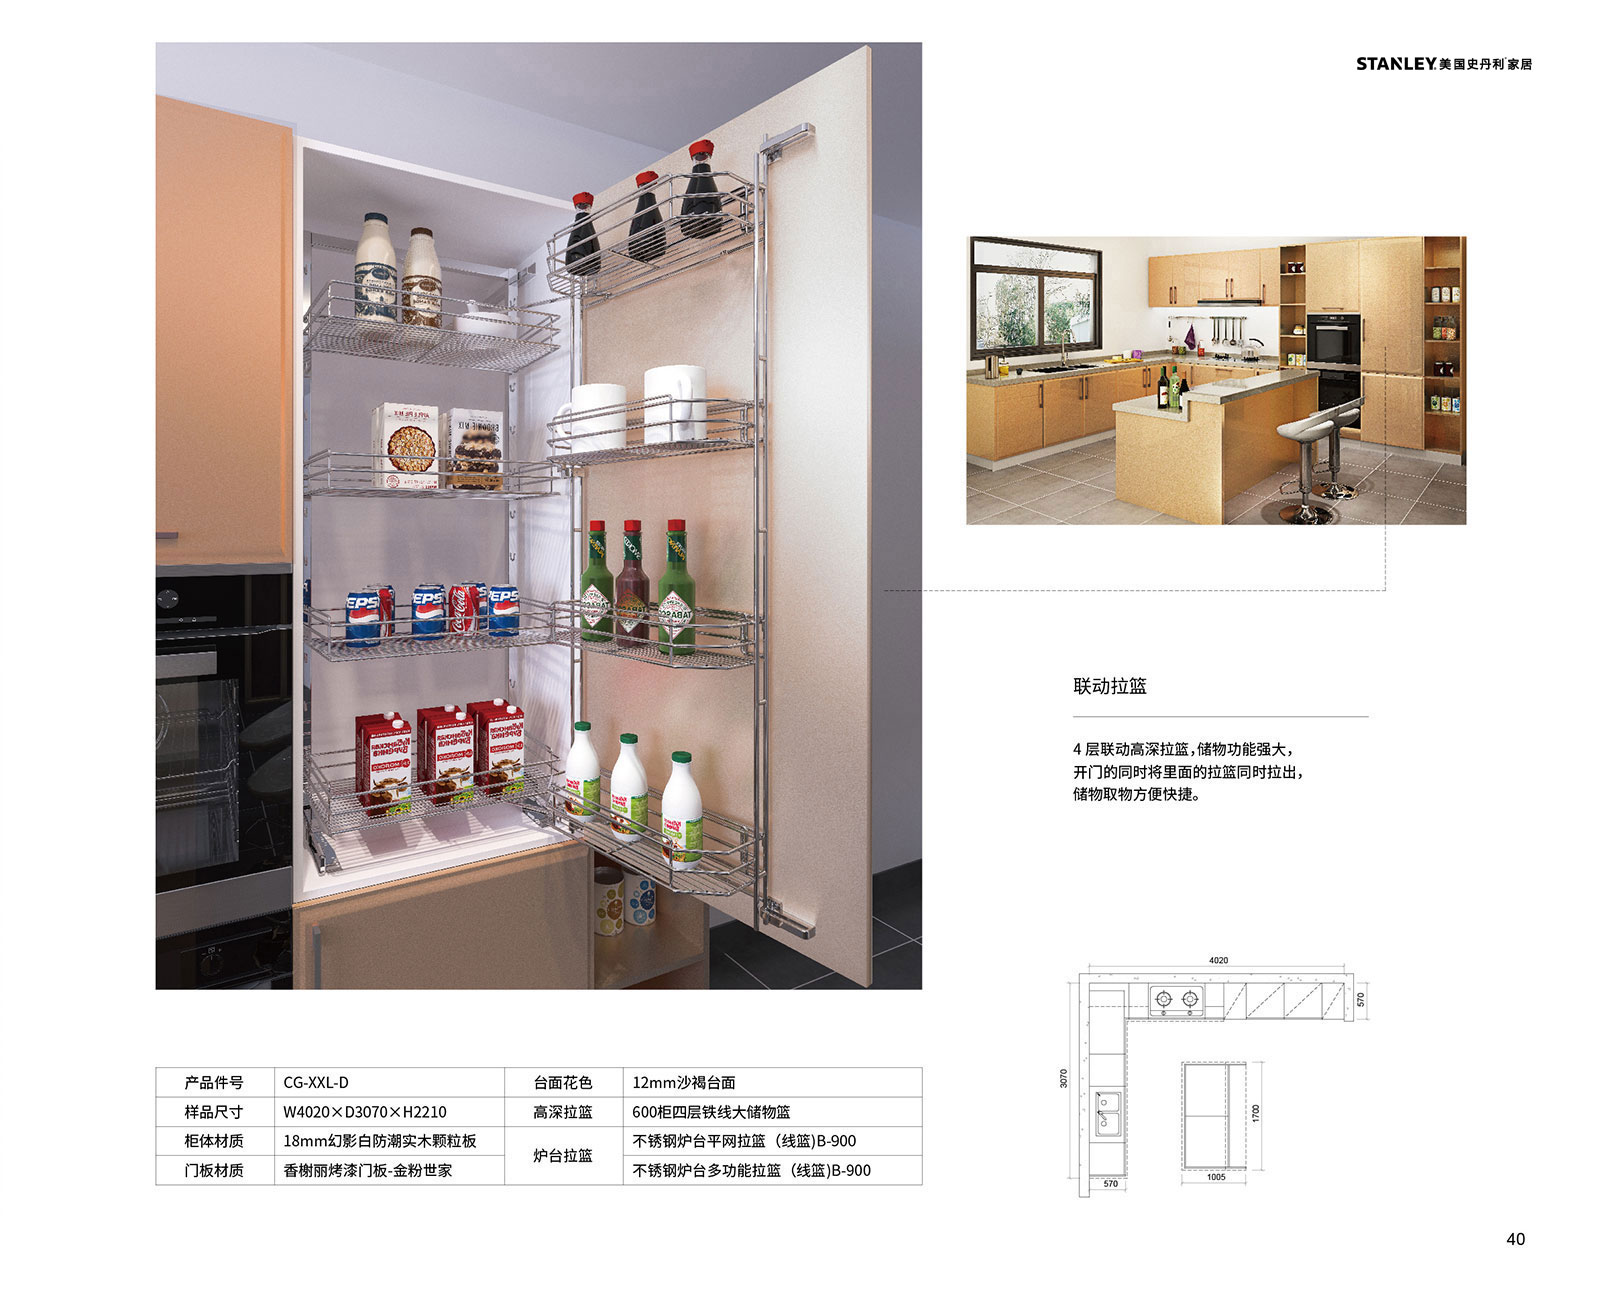 STANLEY 美国史丹利家居
PEPSI
PEPSI
Coca-Cola
PEPSI
联动拉篮
4 层联动高深拉篮，储物功能强大，
开门的同时将里面的拉篮同时拉出，
储物取物方便快捷。
4020
570
3070
570
1700
1005
产品件号 CG-XXL-D 台面花色 12mm沙褐台面
样品尺寸 W4020×D3070×H2210 高深拉篮 600柜四层铁线大储物篮
柜体材质 18mm幻影白防潮实木颗粒板 炉台拉篮 不锈钢炉台平网拉篮（线篮)B-900
门板材质 香榭丽烤漆门板-金粉世家 不锈钢炉台多功能拉篮（线篮)B-900
40